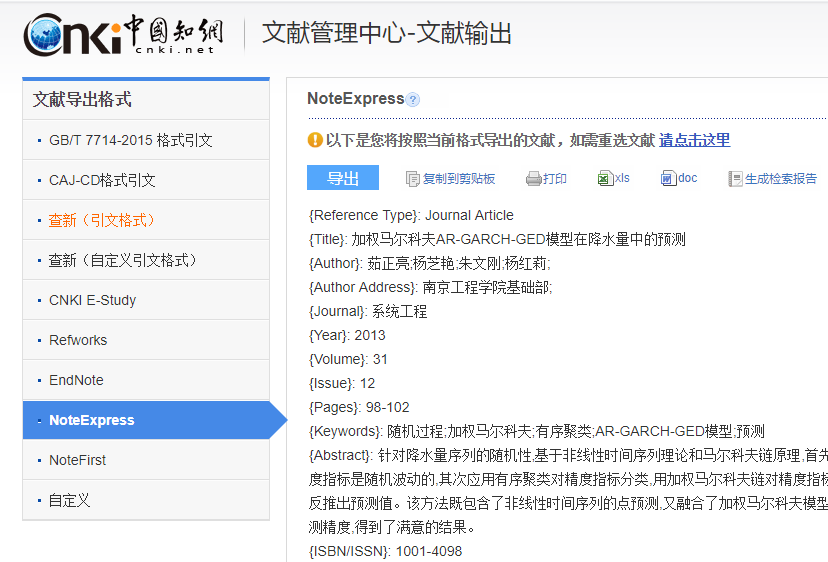 cnki 中國知網
cnki.net
文献管理中心-文献输出
文献导出格式
GB/T 7714-2015 格式引文
CAJ-CD格式引文
查新（引文格式）
查新（自定义引文格式）
CNKI E-Study
Refworks
EndNote
NoteExpress
NoteFirst
自定义
NoteExpress ?
以下是您将按照当前格式导出的文献，如需重选文献 请点击这里
导出 复制到剪贴板 打印 xls doc 生成检索报告
{Reference Type}: Journal Article
{Title}: 加权马尔科夫AR-GARCH-GED模型在降水量中的预测
{Author}: 茹正亮;杨芝艳;朱文刚;杨红莉;
{Author Address}: 南京工程学院基础部;
{Journal}: 系统工程
{Year}: 2013
{Volume}: 31
{Issue}: 12
{Pages}: 98-102
{Keywords}: 随机过程;加权马尔科夫;有序聚类;AR-GARCH-GED模型;预测
{Abstract}: 针对降水量序列的随机性,基于非线性时间序列理论和马尔科夫链原理,首先
度指标是随机波动的,其次应用有序聚类对精度指标分类,用加权马尔科夫链对精度指标
反推出预测值。该方法既包含了非线性时间序列的点预测,又融合了加权马尔科夫模型
测精度,得到了满意的结果。
{ISBN/ISSN}: 1001-4098